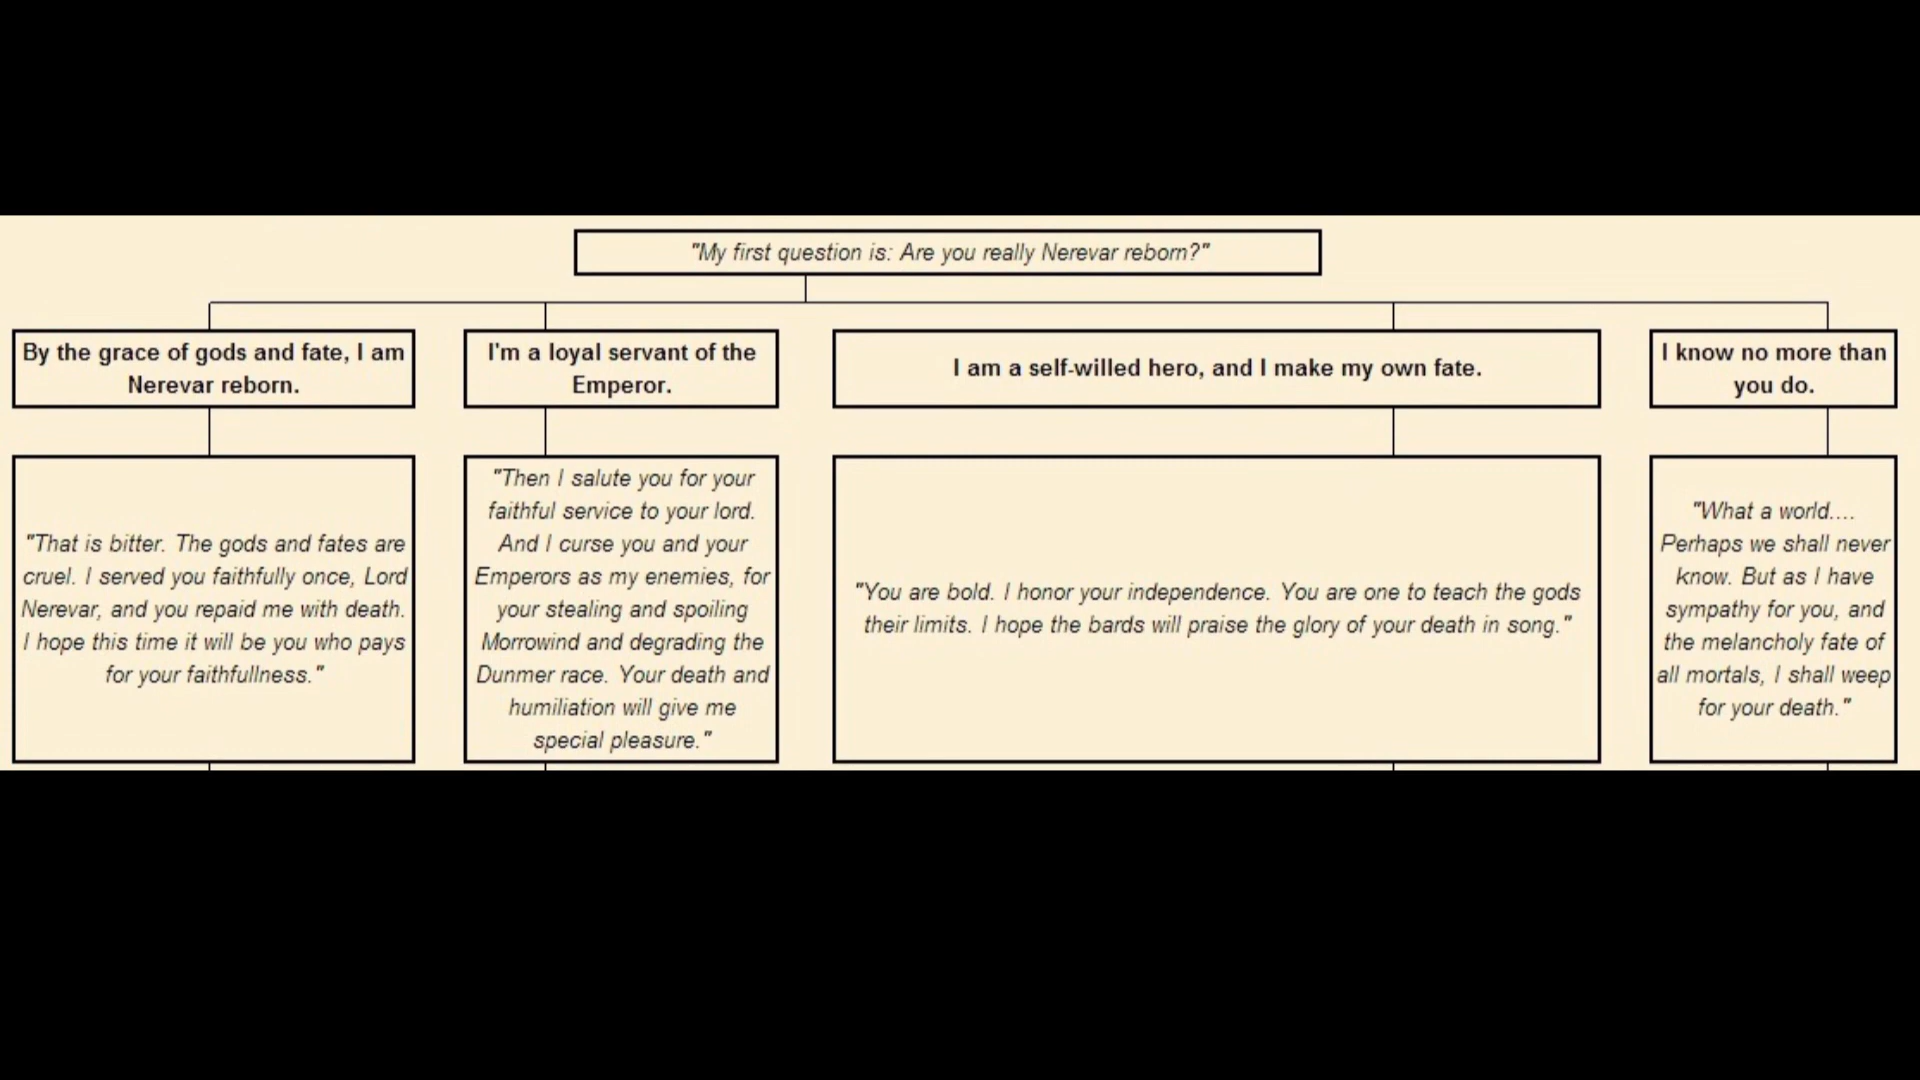 "My first question is: Are you really Nerevar reborn?"
By the grace of gods and fate, I am
Nerevar reborn.
I'm a loyal servant of the
Emperor.
I am a self-willed hero, and I make my own fate.
I know no more than
you do.
"That is bitter. The gods and fates are
cruel. I served you faithfully once, Lord
Nerevar, and you repaid me with death.
I hope this time it will be you who pays
for your faithfullness."
"Then I salute you for your
faithful service to your lord.
And I curse you and your
Emperors as my enemies, for
your stealing and spoiling
Morrowind and degrading the
Dunmer race. Your death and
humiliation will give me
special pleasure."
"You are bold. I honor your independence. You are one to teach the gods
their limits. I hope the bards will praise the glory of your death in song."
"What a world....
Perhaps we shall never
know. But as I have
sympathy for you, and
the melancholy fate of
all mortals, I shall weep
for your death."